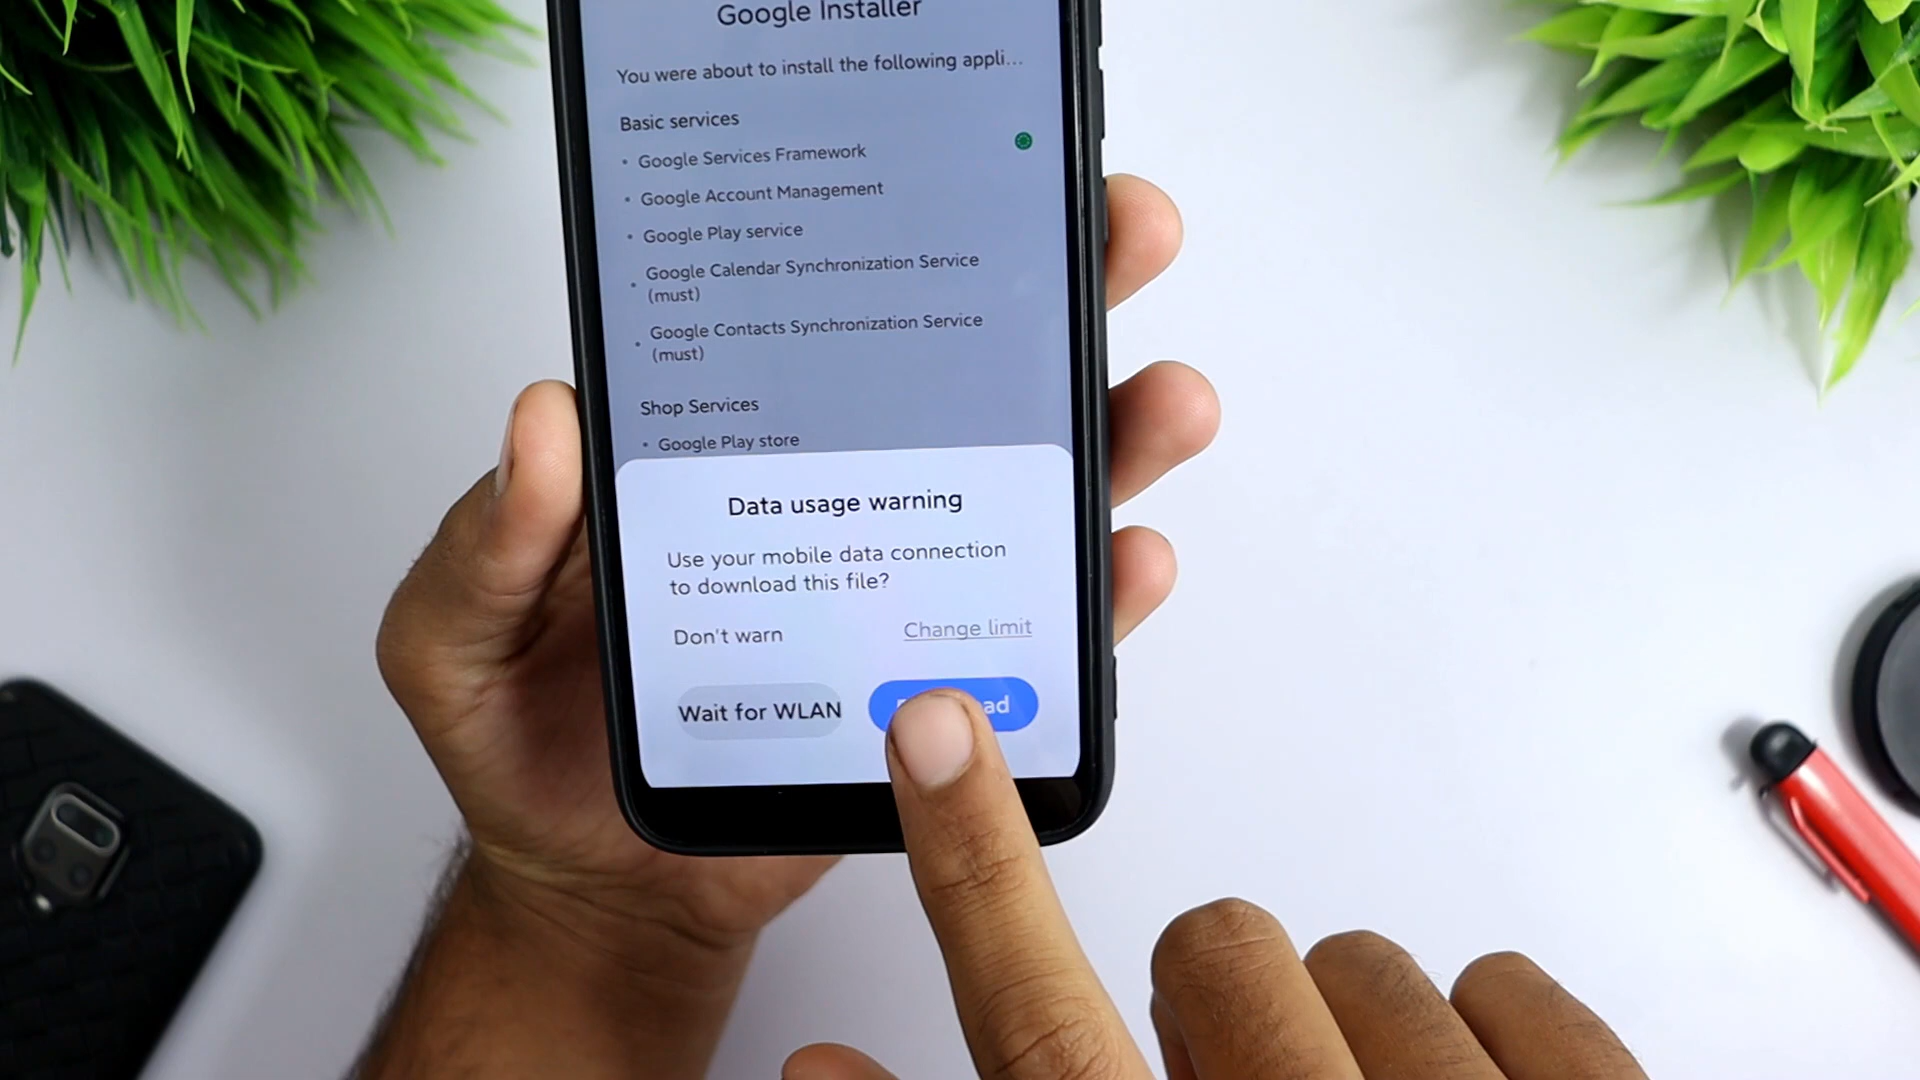 Google Installer
You were about to install the following appli...
Basic services
• Google Services Framework
• Google Account Management
• Google Play service
• Google Calendar Synchronization Service
(must)
• Google Contacts Synchronization Service
(must)
Shop Services
• Google Play store
Data usage warning
Use your mobile data connection
to download this file?
Don't warn
Change limit
Wait for WLAN